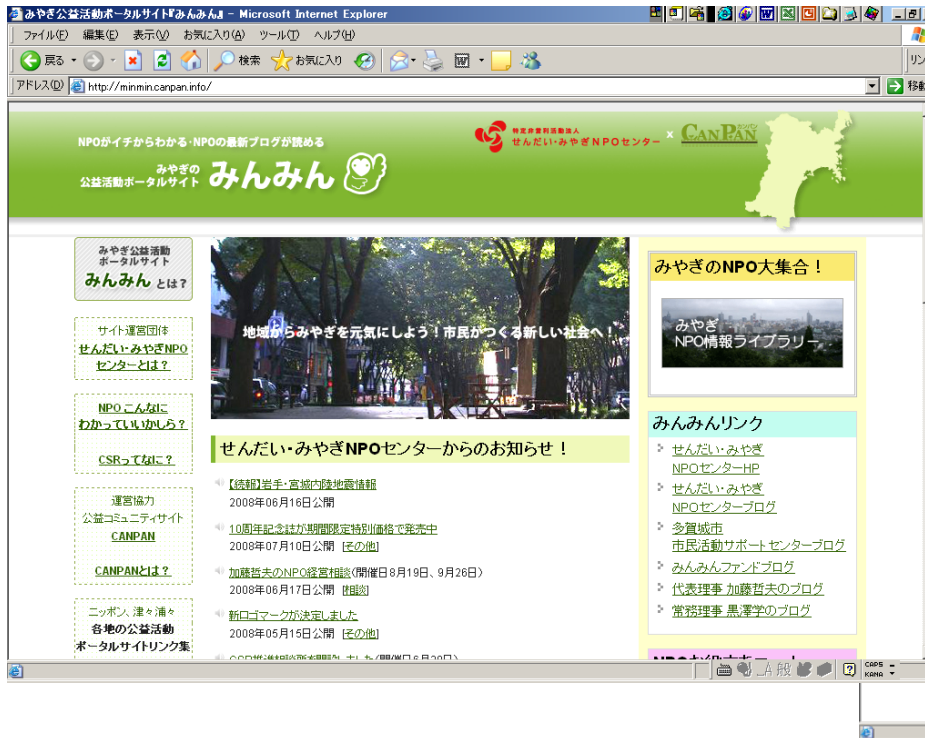 みやぎ公益活動ポータルサイト『みんみん』 - Microsoft Internet Explorer
ファイル(F) 編集(E) 表示(V) お気に入り(A) ツール(T) ヘルプ(H)
戻る 検索 お気に入り
リン
アドレス(D) http://minmin.canpan.info/ 移動
NPOがイチからわかる・NPOの最新ブログが読める
みやぎの
公益活動ポータルサイト みんみん
特定非営利活動法人
せんだい・みやぎNPOセンター × CANPAN
みやぎ公益活動
ポータルサイト
みんみん とは?
サイト運営団体
せんだい・みやぎNPO
センターとは?
NPO こんなに
わかっていいかしら?
CSRってなに?
運営協力
公益コミュニティサイト
CANPAN
CANPANとは?
ニッポン、津々浦々
各地の公益活動
ポータルサイトリンク集
地域からみやぎを元気にしよう!市民がつくる新しい社会へ!
せんだい・みやぎNPOセンターからのお知らせ!
【続報】岩手・宮城内陸地震情報
2008年06月16日公開
10周年記念誌が期間限定特別価格で発売中
2008年07月10日公開 [その他]
加藤哲夫のNPO経営相談(開催日8月19日、9月26日)
2008年06月17日公開 [相談]
新ロゴマークが決定しました
2008年05月15日公開 [その他]
みやぎのNPO大集合!
みやぎ
NPO情報ライブラリー
みんみんリンク
せんだい・みやぎ
NPOセンターHP
せんだい・みやぎ
NPOセンターブログ
多賀城市
市民活動サポートセンターブログ
みんみんファンドブログ
代表理事 加藤哲夫のブログ
常務理事 黒澤学のブログ
A 般
CAPS
KANA